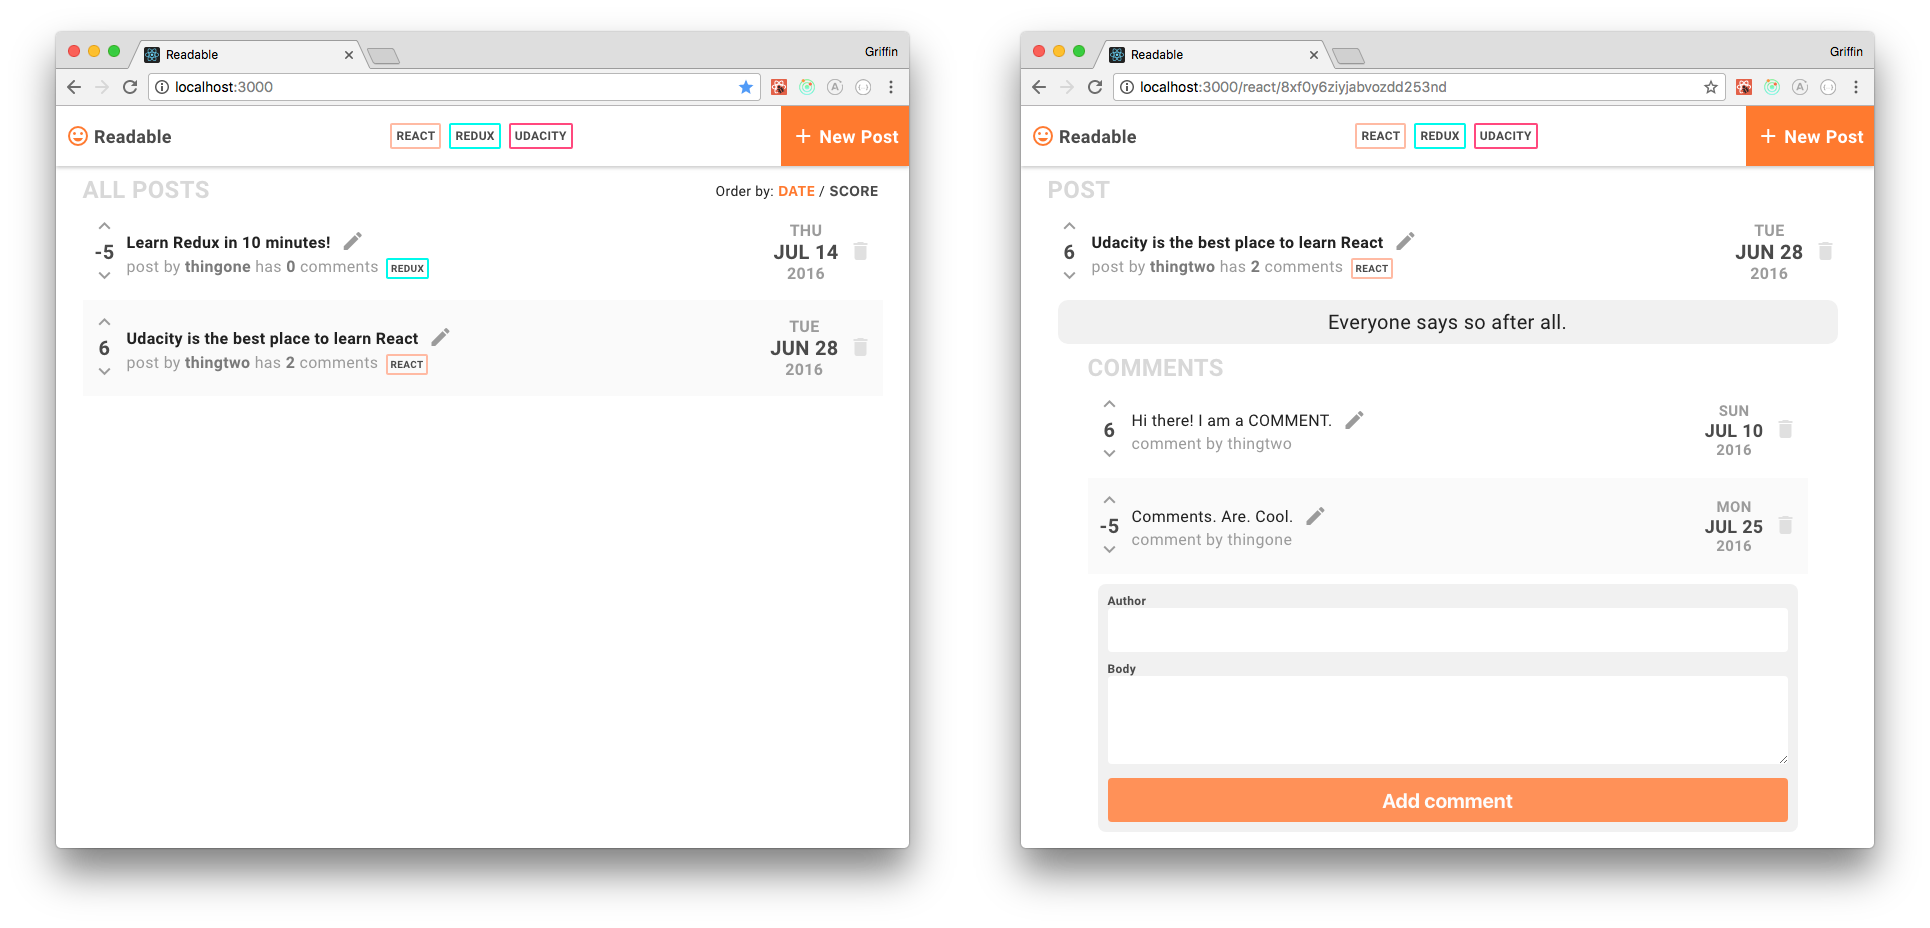 Readable
Griffin
localhost:3000
Readable
REACT REDUX UDACITY
+ New Post
ALL POSTS
Order by: DATE / SCORE
-5
Learn Redux in 10 minutes!
post by thingone has 0 comments REDUX
THU
JUL 14
2016
6
Udacity is the best place to learn React
post by thingtwo has 2 comments REACT
TUE
JUN 28
2016
Readable
Griffin
localhost:3000/react/8xf0y6ziyjabvozdd253nd
Readable
REACT REDUX UDACITY
+ New Post
POST
6
Udacity is the best place to learn React
post by thingtwo has 2 comments REACT
TUE
JUN 28
2016
Everyone says so after all.
COMMENTS
6
Hi there! I am a COMMENT.
comment by thingtwo
SUN
JUL 10
2016
-5
Comments. Are. Cool.
comment by thingone
MON
JUL 25
2016
Author
Body
Add comment